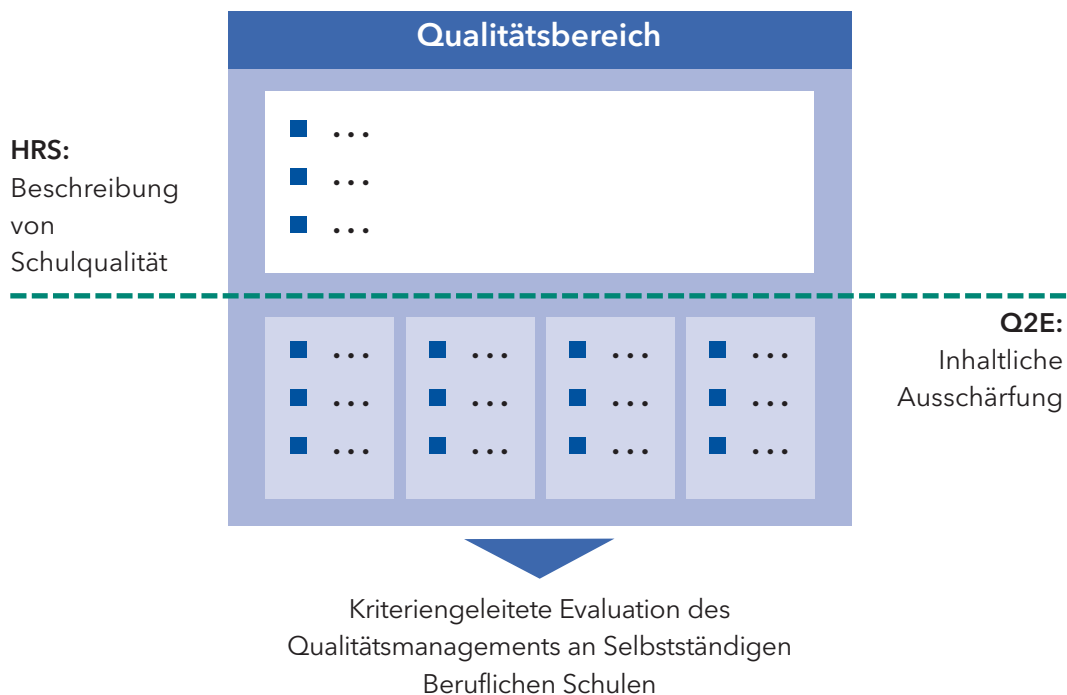 Qualitätsbereich
HRS:
Beschreibung
von
Schulqualität
...
...
...
Q2E:
Inhaltliche
Ausschärfung
... ... ... ...
... ... ... ...
... ... ... ...
Kriteriengeleitete Evaluation des
Qualitätsmanagements an Selbstständigen
Beruflichen Schulen